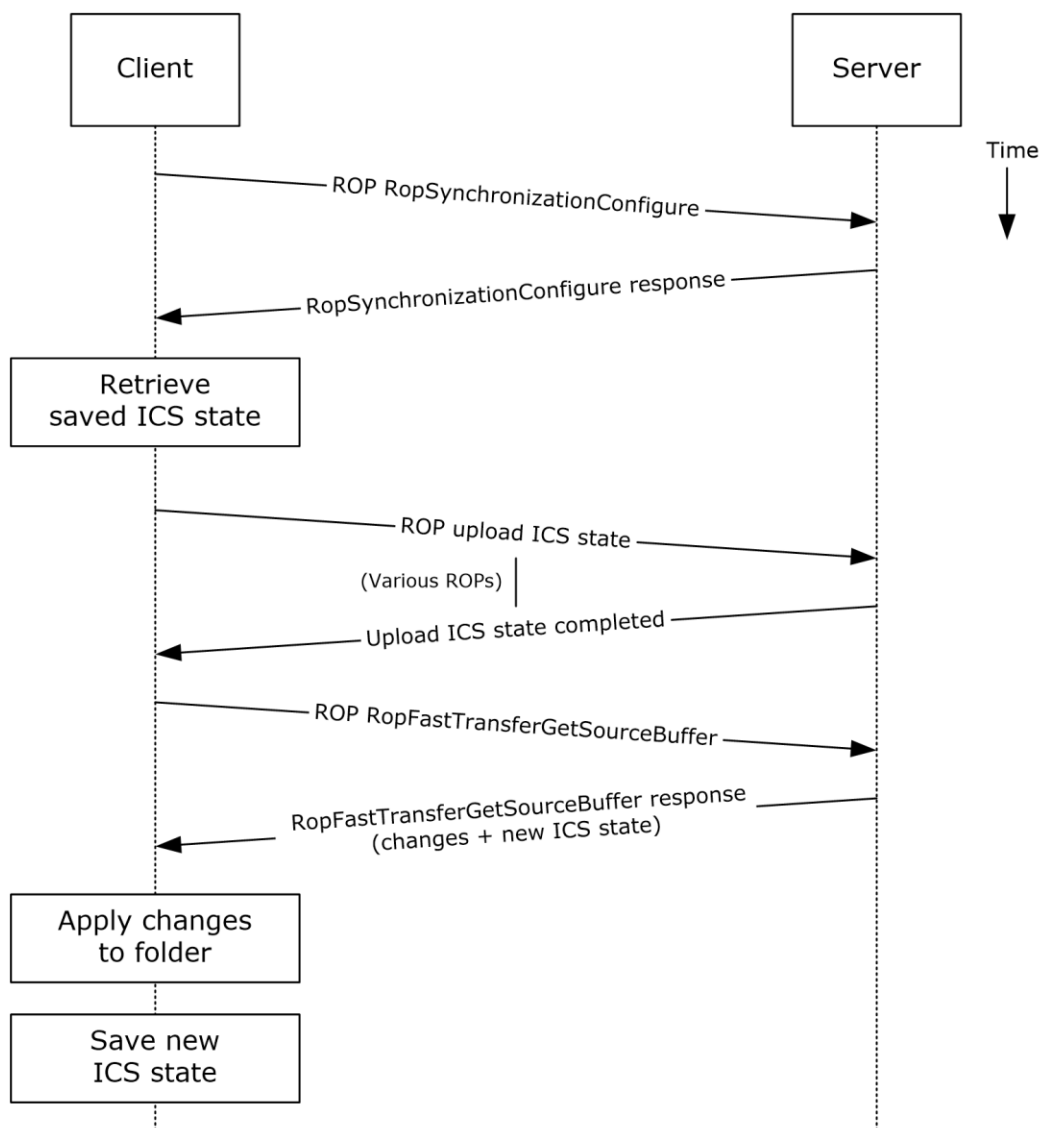 Client
Server
Time
ROP RopSynchronizationConfigure
RopSynchronizationConfigure response
Retrieve
saved ICS state
ROP upload ICS state
(Various ROPs)
Upload ICS state completed
ROP RopFastTransferGetSourceBuffer
RopFastTransferGetSourceBuffer response
(changes + new ICS state)
Apply changes
to folder
Save new
ICS state